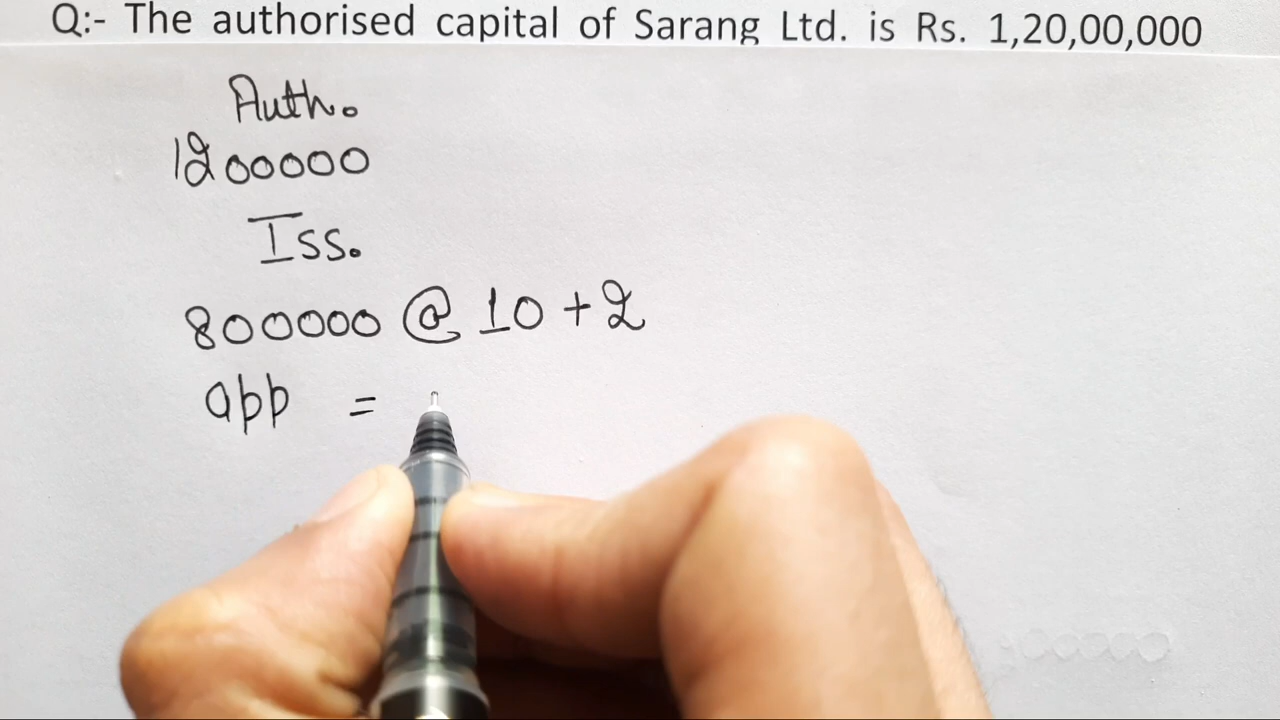 Q:- The authorised capital of Sarang Ltd. is Rs. 1,20,00,000
Auth.
1200000
Iss.
800000 @ 10 + 2
app =